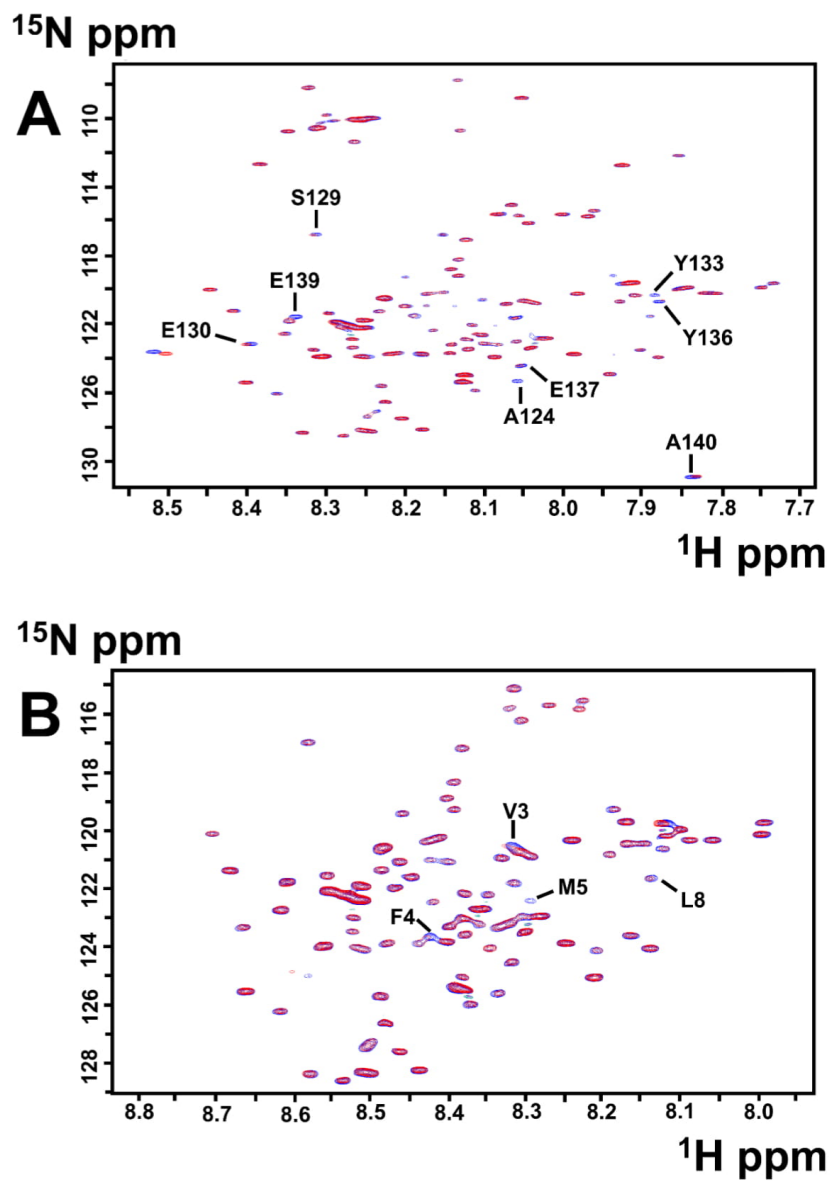 ¹⁵N ppm
A
110
114
118
122
126
130
S129
E139
E130
Y133
Y136
E137
A124
A140
8.5 8.4 8.3 8.2 8.1 8.0 7.9 7.8 7.7
¹H ppm
¹⁵N ppm
B
116
118
120
122
124
126
128
V3
M5
F4
L8
8.8 8.7 8.6 8.5 8.4 8.3 8.2 8.1 8.0
¹H ppm